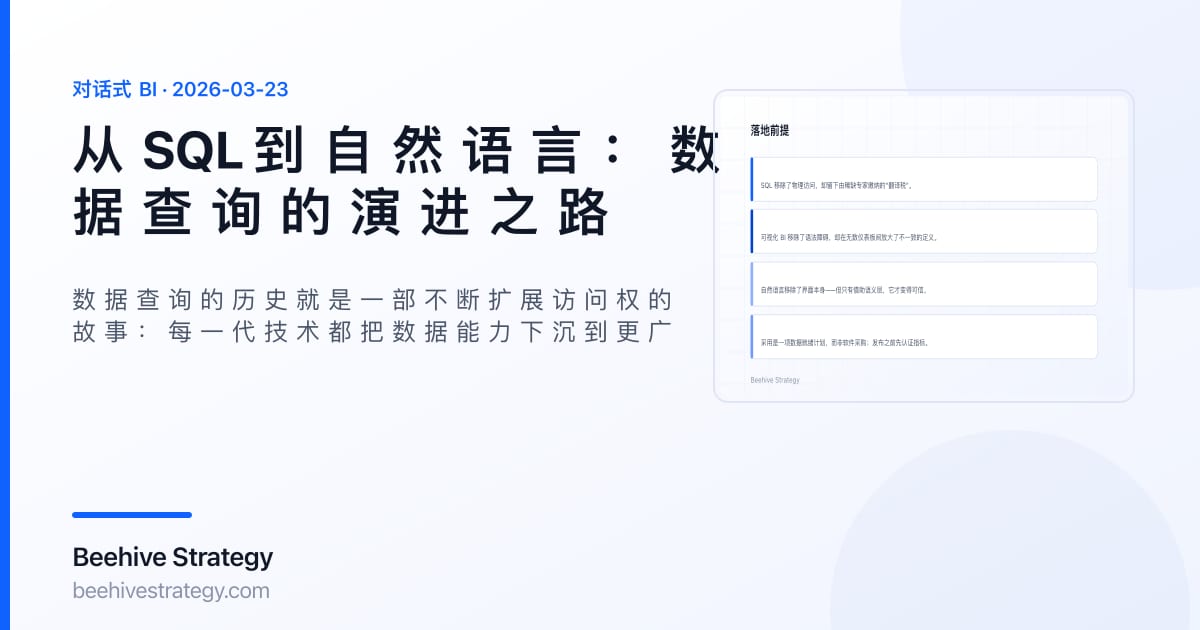 对话式 BI · 2026-03-23
从 SQL 到自然语言：数
据查询的演进之路
数据查询的历史就是一部不断扩展访问权的
故事：每一代技术都把数据能力下沉到更广
落地前提
SQL 移除了物理访问，却留下由稀缺专家缴纳的“翻译税”。
可视化 BI 移除了语法障碍，却在无数仪表板间放大了不一致的定义。
自然语言移除了界面本身——但只有借助语义层，它才变得可信。
采用是一项数据就绪计划，而非软件采购：发布之前先认证指标。
Beehive Strategy
Beehive Strategy
beehivestrategy.com